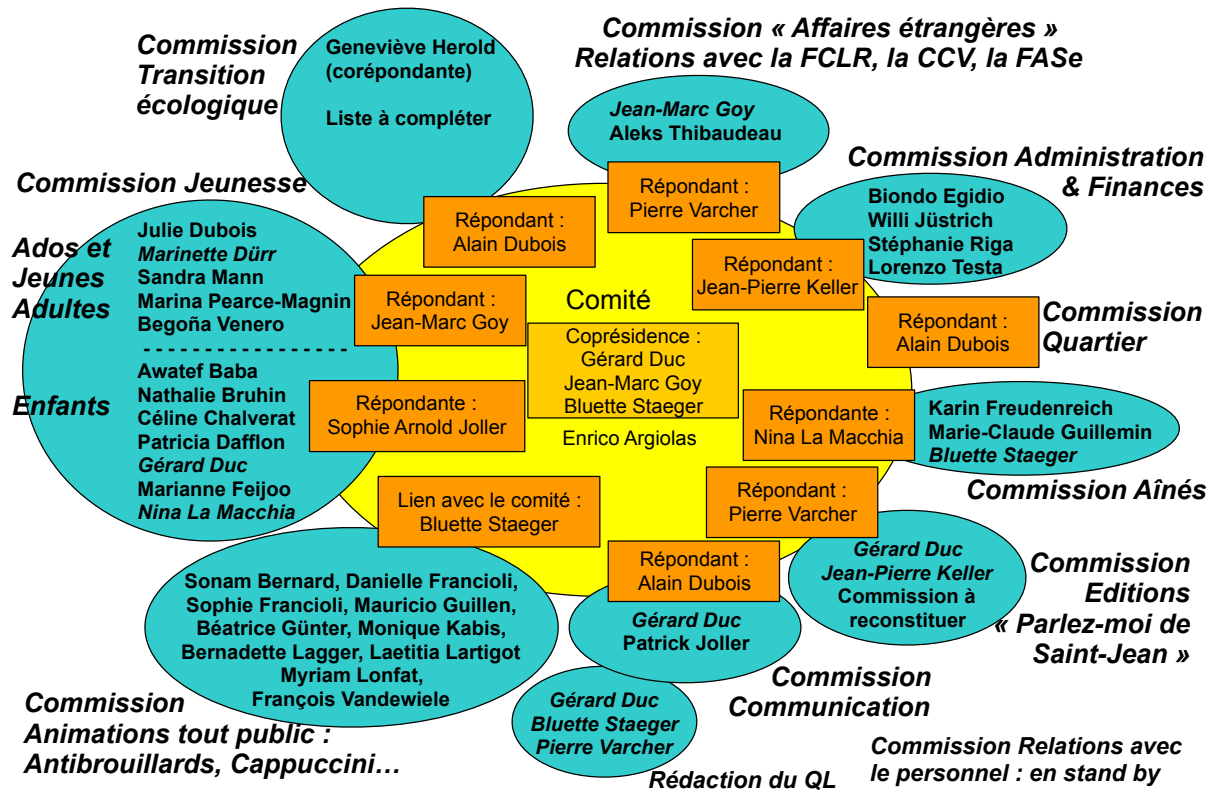 Commission
Transition
écologique
Geneviève Herold
(corépondante)
Liste à compléter
Commission « Affaires étrangères »
Relations avec la FCLR, la CCV, la FASe
Jean-Marc Goy
Aleks Thibaudeau
Répondant :
Pierre Varcher
Répondant :
Alain Dubois
Commission Administration
& Finances
Biondo Egidio
Willi Jüstrich
Stéphanie Riga
Lorenzo Testa
Répondant :
Jean-Pierre Keller
Commission Jeunesse
Ados et
Jeunes
Adultes
Julie Dubois
Marinette Dürr
Sandra Mann
Marina Pearce-Magnin
Begoña Venero
- - - - - - - - - - - - - - - - - -
Répondant :
Jean-Marc Goy
Enfants
Awatef Baba
Nathalie Bruhin
Céline Chalverat
Patricia Dafflon
Gérard Duc
Marianne Feijoo
Nina La Macchia
Répondante :
Sophie Arnold Joller
Comité
Coprésidence :
Gérard Duc
Jean-Marc Goy
Bluette Staeger
Enrico Argiolas
Répondant :
Alain Dubois
Commission
Quartier
Répondante :
Nina La Macchia
Karin Freudenreich
Marie-Claude Guillemin
Bluette Staeger
Commission Aînés
Lien avec le comité :
Bluette Staeger
Répondant :
Pierre Varcher
Répondant :
Alain Dubois
Gérard Duc
Jean-Pierre Keller
Commission à
reconstituer
Commission
Editions
« Parlez-moi de
Saint-Jean »
Sonam Bernard, Danielle Francioli,
Sophie Francioli, Mauricio Guillen,
Béatrice Günter, Monique Kabis,
Bernadette Lagger, Laetitia Lartigot
Myriam Lonfat,
François Vandewiele
Commission
Animations tout public :
Antibrouillards, Cappuccini…
Gérard Duc
Patrick Joller
Commission
Communication
Gérard Duc
Bluette Staeger
Pierre Varcher
Rédaction du QL
Commission Relations avec
le personnel : en stand by